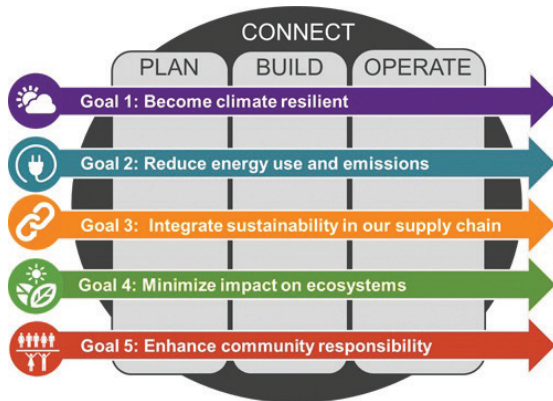 CONNECT
PLAN BUILD OPERATE
Goal 1: Become climate resilient
Goal 2: Reduce energy use and emissions
Goal 3: Integrate sustainability in our supply chain
Goal 4: Minimize impact on ecosystems
Goal 5: Enhance community responsibility